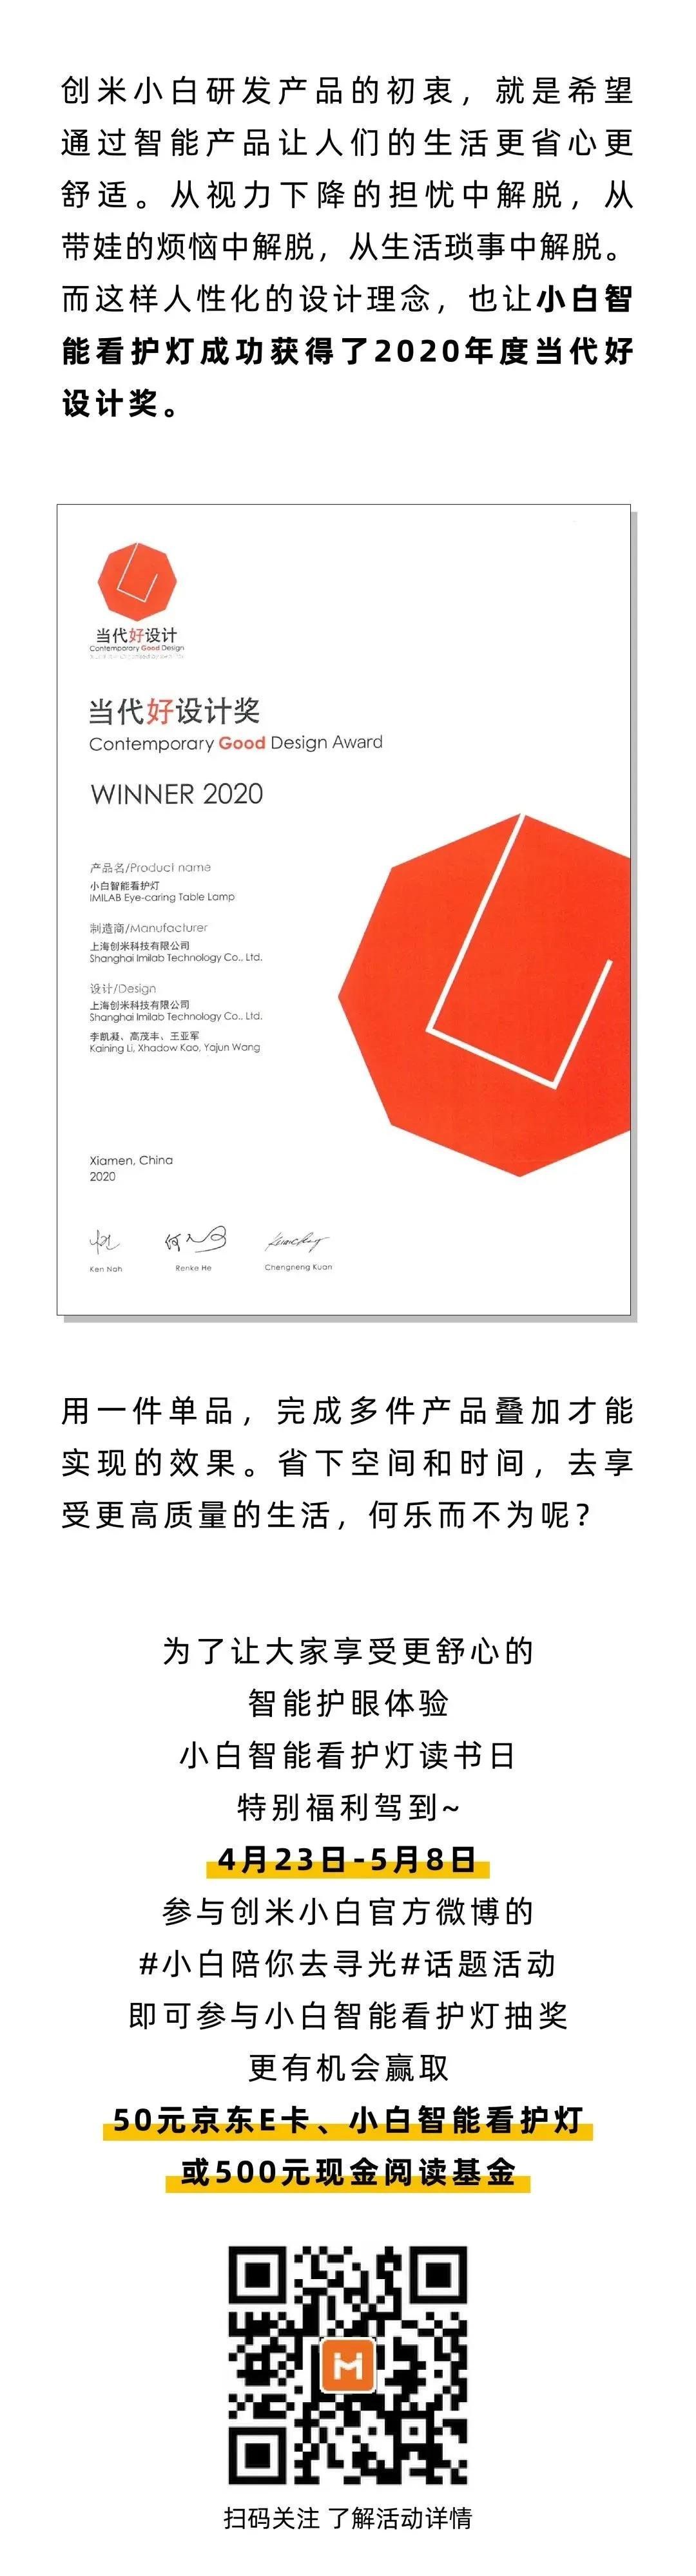 创米小白研发产品的初衷，就是希望
通过智能产品让人们的生活更省心更
舒适。从视力下降的担忧中解脱，从
带娃的烦恼中解脱，从生活琐事中解脱。
而这样人性化的设计理念，也让小白智
能看护灯成功获得了2020年度当代好
设计奖。
当代好设计
Contemporary Good Design
当代好设计奖
Contemporary Good Design Award
WINNER 2020
产品名/Product name
小白智能看护灯
IMILAB Eye-caring Table Lamp
制造商/Manufacturer
上海创米科技有限公司
Shanghai Imilab Technology Co., Ltd.
设计/Design
上海创米科技有限公司
Shanghai Imilab Technology Co., Ltd.
李凯凝、高茂丰、王亚军
Kaining Li, Xhadow Kao, Yajun Wang
Xiamen, China
2020
Ken Nah
Renke He
Chengneng Kuan
用一件单品，完成多件产品叠加才能
实现的效果。省下空间和时间，去享
受更高质量的生活，何乐而不为呢？
为了让大家享受更舒心的
智能护眼体验
小白智能看护灯读书日
特别福利驾到~
4月23日-5月8日
参与创米小白官方微博的
#小白陪你去寻光#话题活动
即可参与小白智能看护灯抽奖
更有机会赢取
50元京东E卡、小白智能看护灯
或500元现金阅读基金
扫码关注 了解活动详情